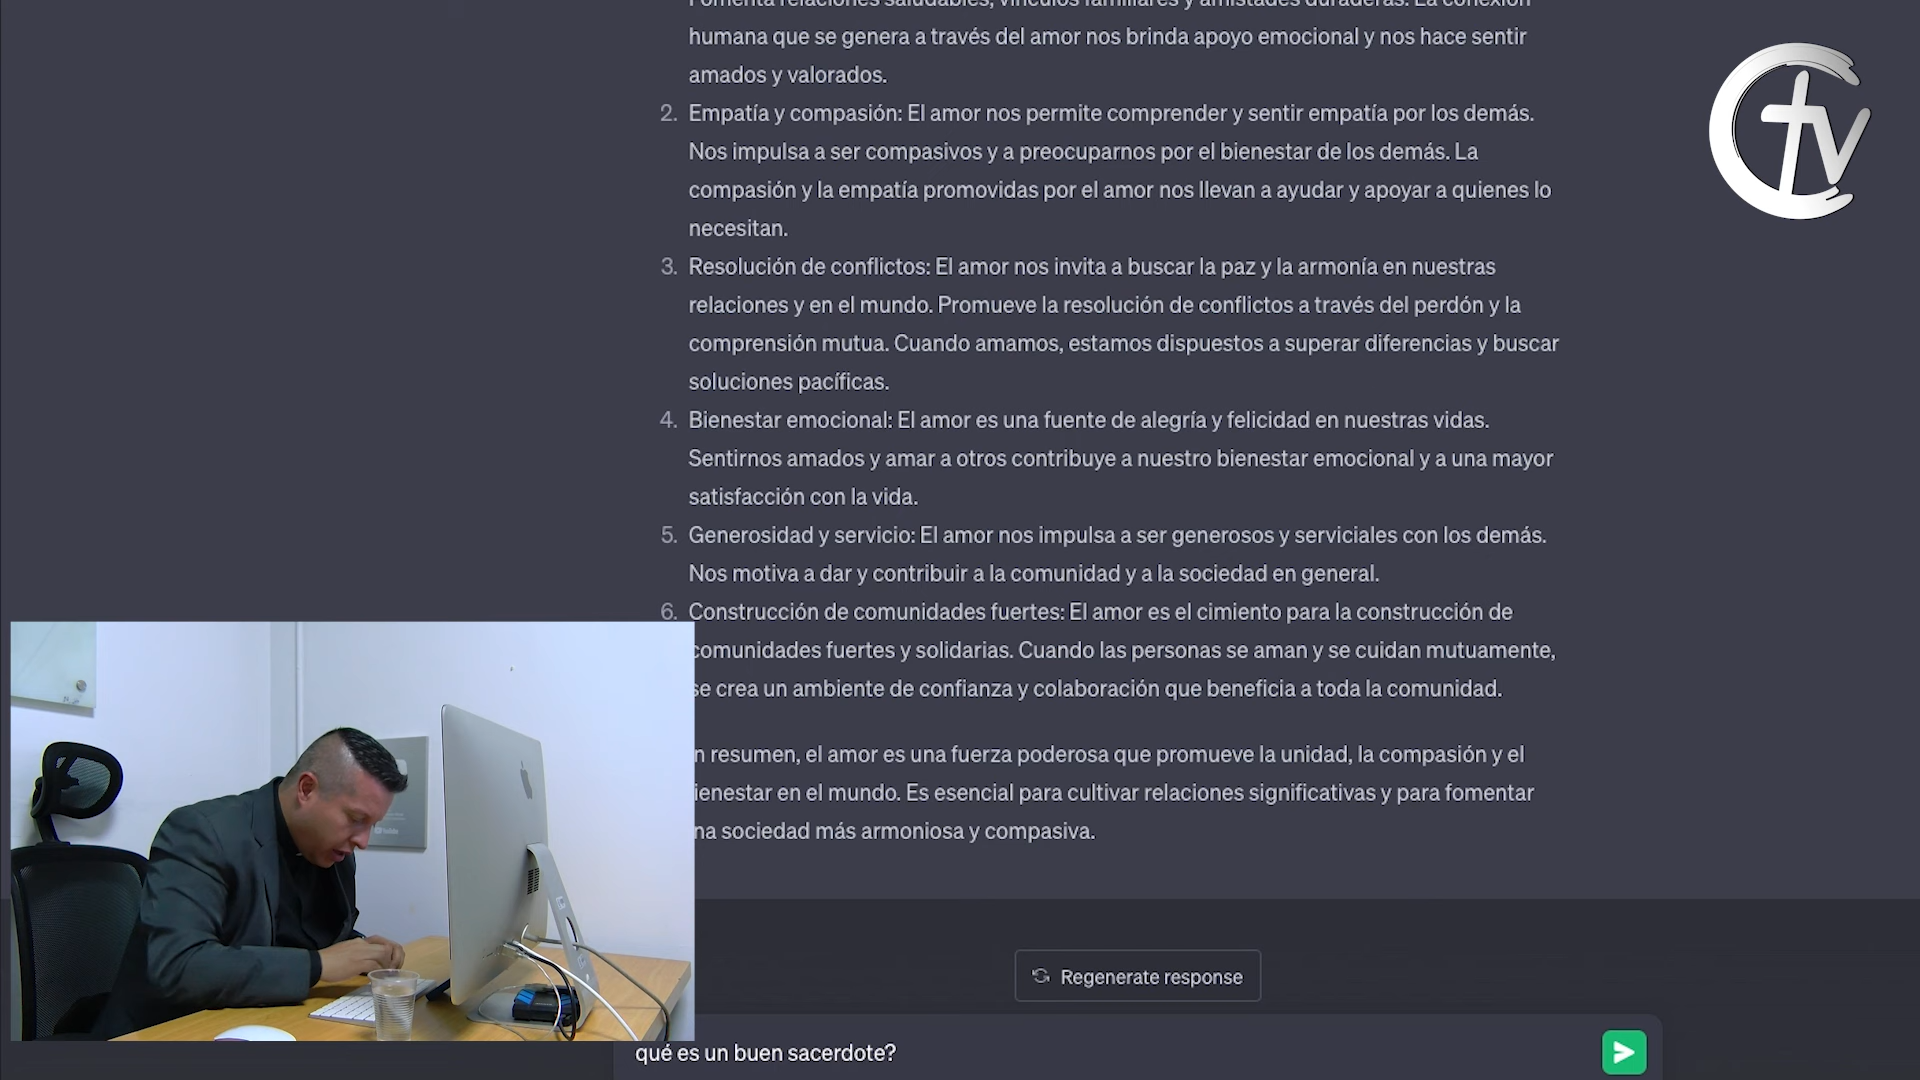 Fomenta relaciones saludables, vínculos familiares y amistades duraderas. La conexión
humana que se genera a través del amor nos brinda apoyo emocional y nos hace sentir
amados y valorados.
2. Empatía y compasión: El amor nos permite comprender y sentir empatía por los demás.
Nos impulsa a ser compasivos y a preocuparnos por el bienestar de los demás. La
compasión y la empatía promovidas por el amor nos llevan a ayudar y apoyar a quienes lo
necesitan.
3. Resolución de conflictos: El amor nos invita a buscar la paz y la armonía en nuestras
relaciones y en el mundo. Promueve la resolución de conflictos a través del perdón y la
comprensión mutua. Cuando amamos, estamos dispuestos a superar diferencias y buscar
soluciones pacíficas.
4. Bienestar emocional: El amor es una fuente de alegría y felicidad en nuestras vidas.
Sentirnos amados y amar a otros contribuye a nuestro bienestar emocional y a una mayor
satisfacción con la vida.
5. Generosidad y servicio: El amor nos impulsa a ser generosos y serviciales con los demás.
Nos motiva a dar y contribuir a la comunidad y a la sociedad en general.
6. Construcción de comunidades fuertes: El amor es el cimiento para la construcción de
comunidades fuertes y solidarias. Cuando las personas se aman y se cuidan mutuamente,
se crea un ambiente de confianza y colaboración que beneficia a toda la comunidad.
n resumen, el amor es una fuerza poderosa que promueve la unidad, la compasión y el
ienestar en el mundo. Es esencial para cultivar relaciones significativas y para fomentar
na sociedad más armoniosa y compasiva.
Regenerate response
qué es un buen sacerdote?
CTV